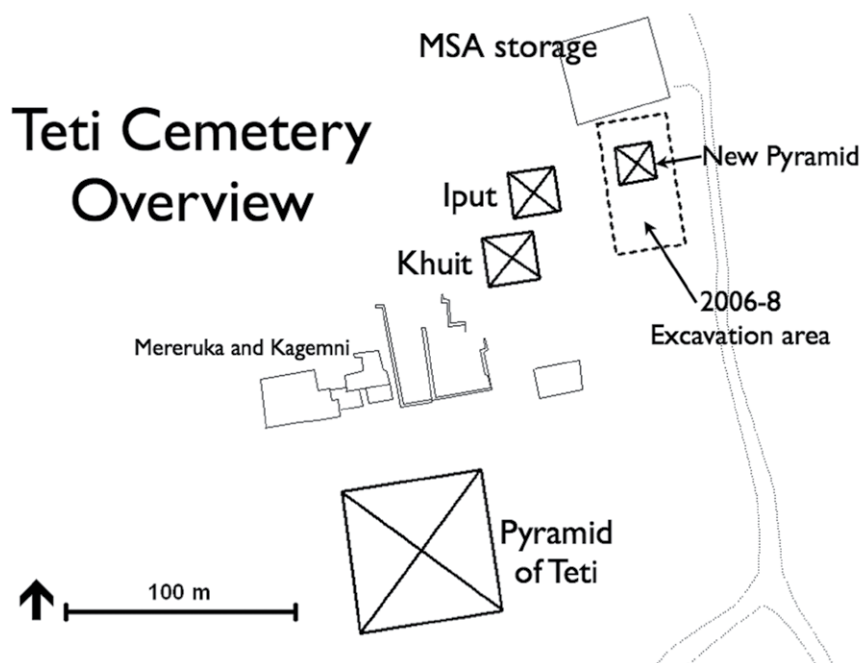 MSA storage
Teti Cemetery
Overview
New Pyramid
Iput
Khuit
2006-8
Excavation area
Mereruka and Kagemni
Pyramid
of Teti
100 m